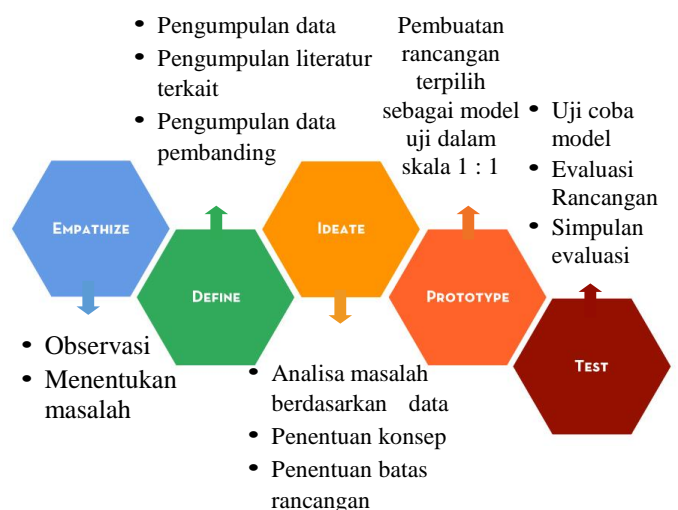 • Pengumpulan data
• Pengumpulan literatur
terkait
• Pengumpulan data
pembanding
Pembuatan
rancangan
terpilih
sebagai model
uji dalam
skala 1 : 1
• Uji coba
model
• Evaluasi
Rancangan
• Simpulan
evaluasi
EMPATHIZE
DEFINE
IDEATE
PROTOTYPE
TEST
• Observasi
• Menentukan
masalah
• Analisa masalah
berdasarkan data
• Penentuan konsep
• Penentuan batas
rancangan